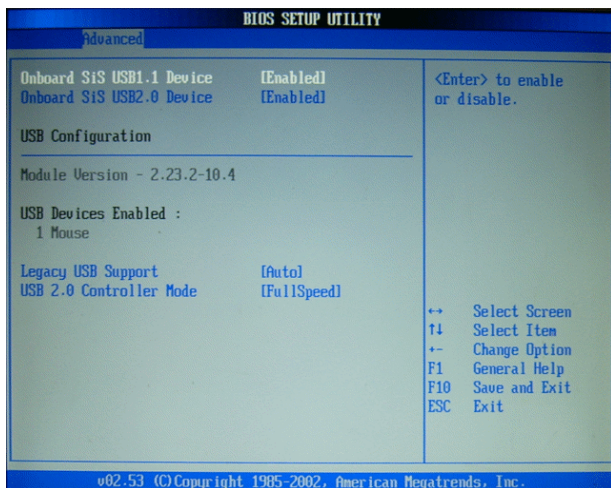 BIOS SETUP UTILITY
Advanced
Onboard SiS USB1.1 Device [Enabled]
Onboard SiS USB2.0 Device [Enabled]
USB Configuration
Module Version - 2.23.2-10.4
USB Devices Enabled :
1 Mouse
Legacy USB Support [Auto]
USB 2.0 Controller Mode [FullSpeed]
<Enter> to enable
or disable.
↔ Select Screen
↑↓ Select Item
+- Change Option
F1 General Help
F10 Save and Exit
ESC Exit
v02.53 (C)Copyright 1985-2002, American Megatrends, Inc.